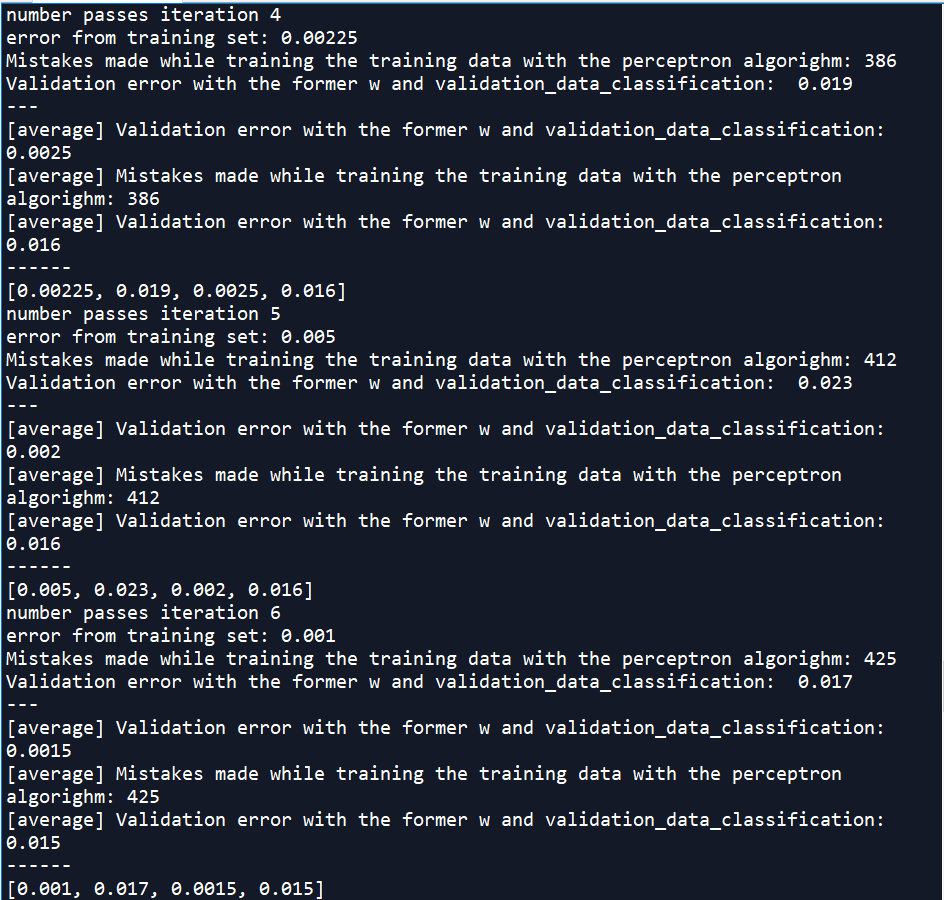 number passes iteration 4
error from training set: 0.00225
Mistakes made while training the training data with the perceptron algorighm: 386
Validation error with the former w and validation_data_classification:  0.019
---
[average] Validation error with the former w and validation_data_classification:
0.0025
[average] Mistakes made while training the training data with the perceptron
algorighm: 386
[average] Validation error with the former w and validation_data_classification:
0.016
------
[0.00225, 0.019, 0.0025, 0.016]
number passes iteration 5
error from training set: 0.005
Mistakes made while training the training data with the perceptron algorighm: 412
Validation error with the former w and validation_data_classification:  0.023
---
[average] Validation error with the former w and validation_data_classification:
0.002
[average] Mistakes made while training the training data with the perceptron
algorighm: 412
[average] Validation error with the former w and validation_data_classification:
0.016
------
[0.005, 0.023, 0.002, 0.016]
number passes iteration 6
error from training set: 0.001
Mistakes made while training the training data with the perceptron algorighm: 425
Validation error with the former w and validation_data_classification:  0.017
---
[average] Validation error with the former w and validation_data_classification:
0.0015
[average] Mistakes made while training the training data with the perceptron
algorighm: 425
[average] Validation error with the former w and validation_data_classification:
0.015
------
[0.001, 0.017, 0.0015, 0.015]